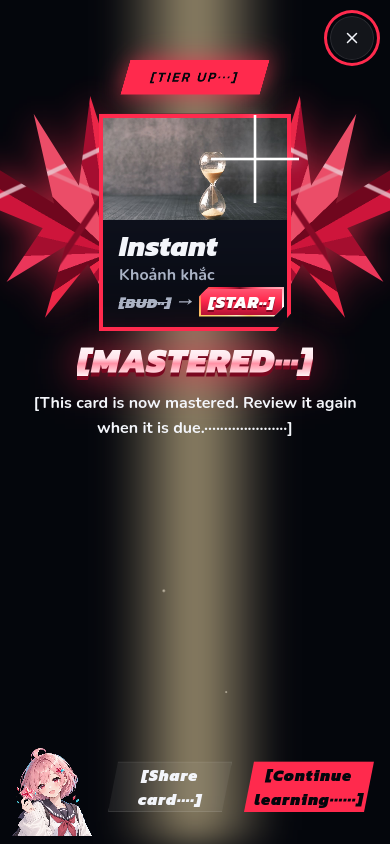 [TIER UP···]
Instant
Khoảnh khắc
[BUD··] → [STAR··]
[MASTERED···]
[This card is now mastered. Review it again
when it is due.·····················]
[Share
card····]
[Continue
learning······]